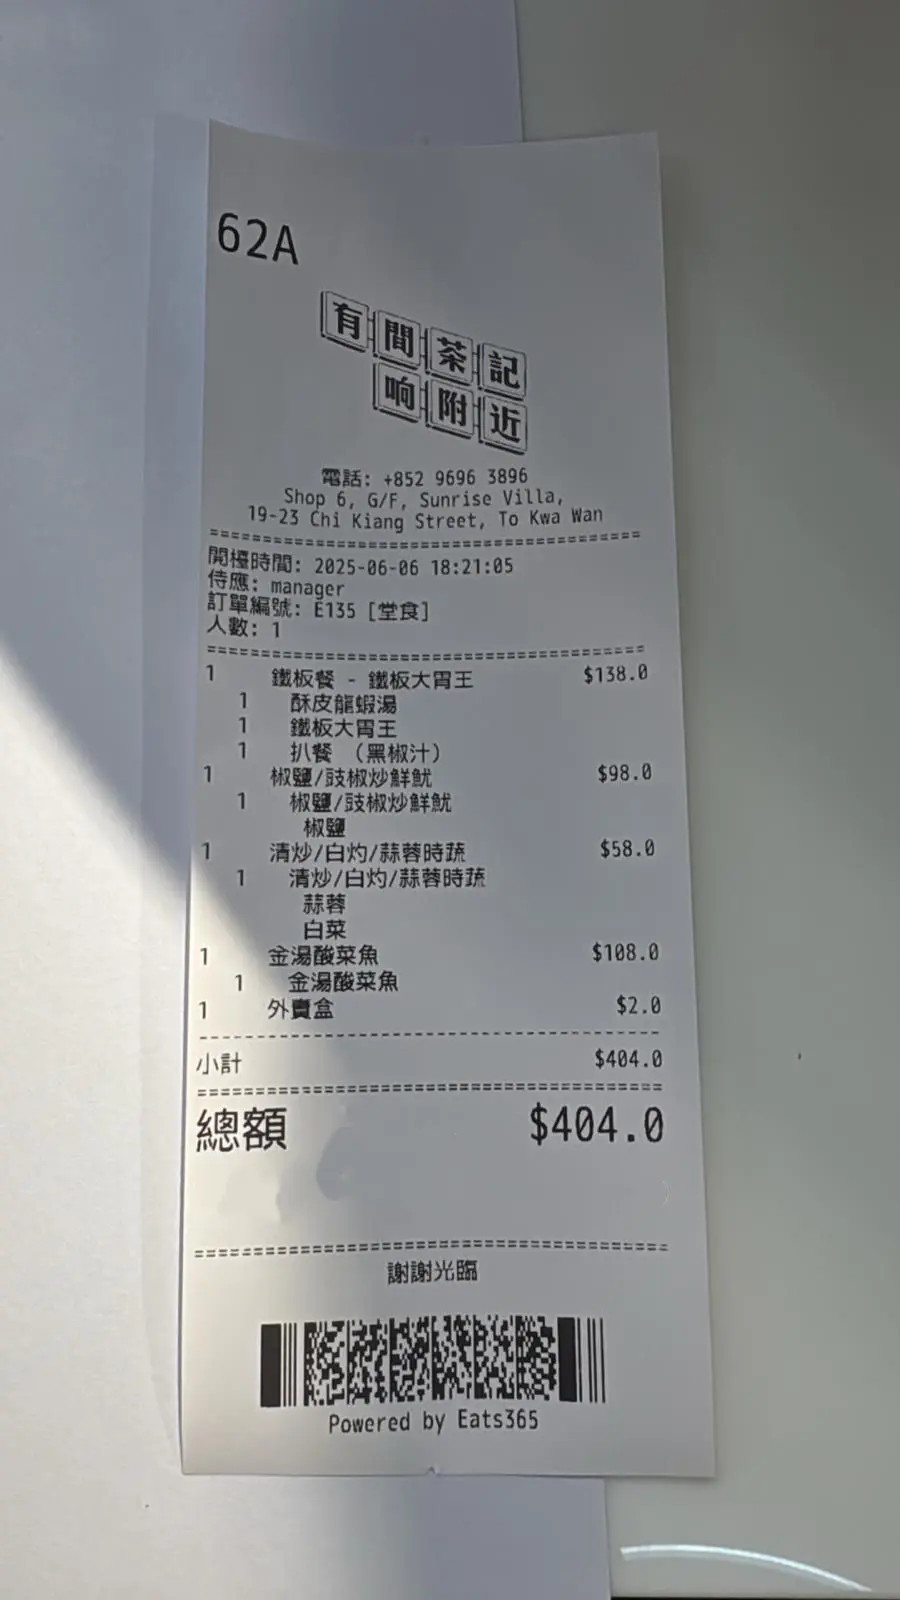 62A
有間茶記
响附近
電話: +852 9696 3896
Shop 6, G/F, Sunrise Villa,
19-23 Chi Kiang Street, To Kwa Wan
======================================
開檯時間: 2025-06-06 18:21:05
侍應: manager
訂單編號: E135 [堂食]
人數: 1
======================================
1 鐵板餐 - 鐵板大胃王 $138.0
1 酥皮龍蝦湯
1 鐵板大胃王
1 扒餐 （黑椒汁）
1 椒鹽/豉椒炒鮮魷 $98.0
1 椒鹽/豉椒炒鮮魷
椒鹽
1 清炒/白灼/蒜蓉時蔬 $58.0
1 清炒/白灼/蒜蓉時蔬
蒜蓉
白菜
1 金湯酸菜魚 $108.0
1 金湯酸菜魚
1 外賣盒 $2.0
--------------------------------------
小計 $404.0
======================================
總額 $404.0
======================================
謝謝光臨
Powered by Eats365